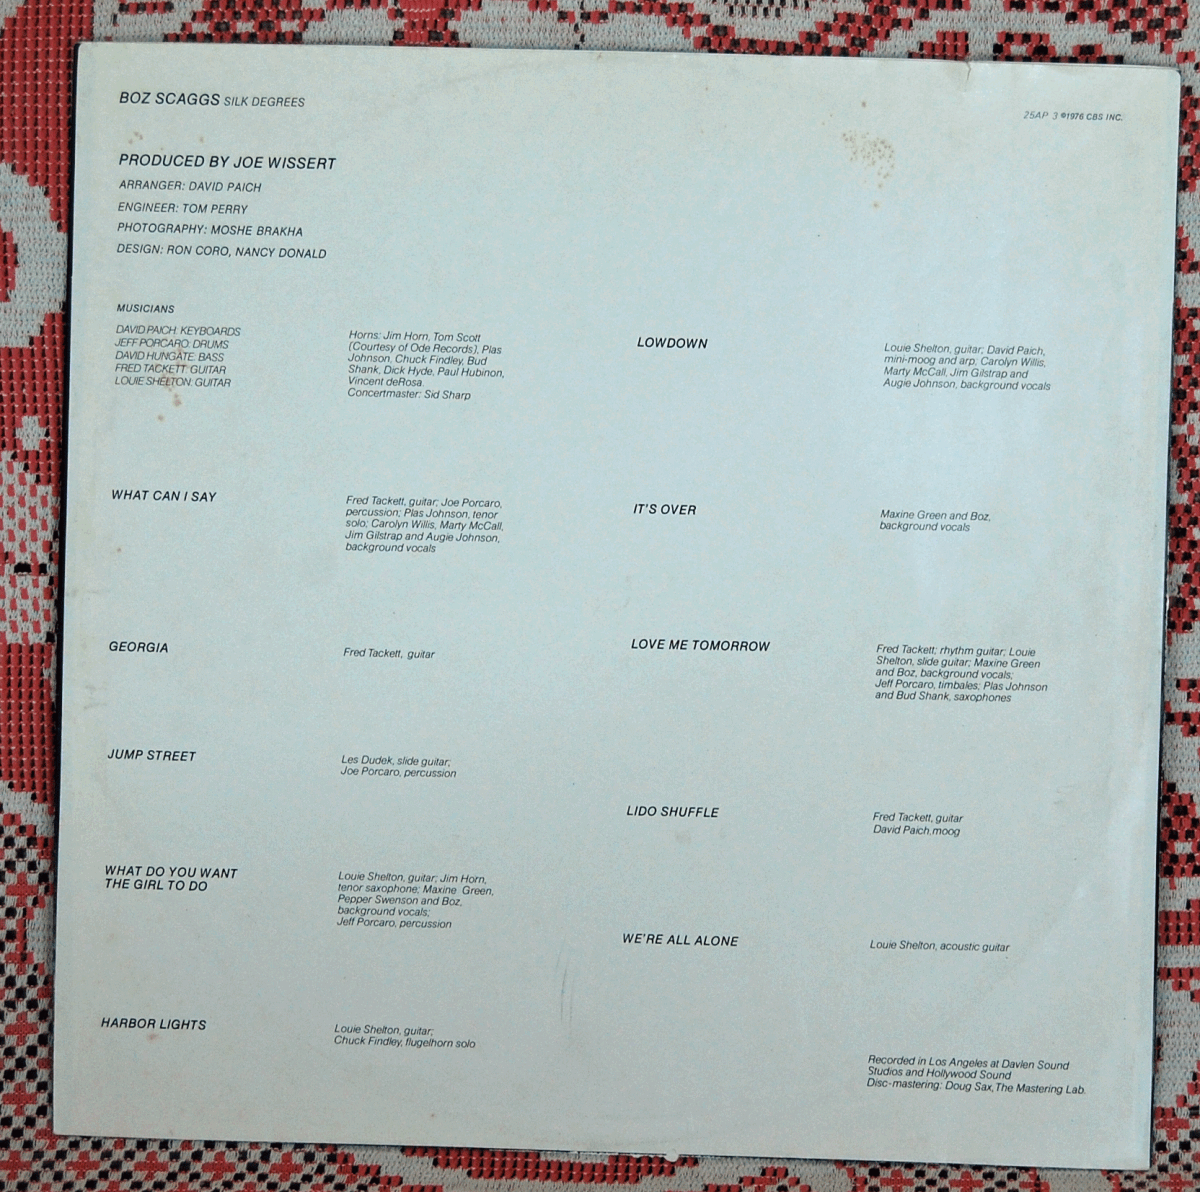 BOZ SCAGGS SILK DEGREES
25AP 3 ©1976 CBS INC.
PRODUCED BY JOE WISSERT
ARRANGER: DAVID PAICH
ENGINEER: TOM PERRY
PHOTOGRAPHY: MOSHE BRAKHA
DESIGN: RON CORO, NANCY DONALD
MUSICIANS
DAVID PAICH: KEYBOARDS
JEFF PORCARO: DRUMS
DAVID HUNGATE: BASS
FRED TACKETT: GUITAR
LOUIE SHELTON: GUITAR
Horns: Jim Horn, Tom Scott
(Courtesy of Ode Records), Plas
Johnson, Chuck Findley, Bud
Shank, Dick Hyde, Paul Hubinon,
Vincent deRosa.
Concertmaster: Sid Sharp
WHAT CAN I SAY
Fred Tackett, guitar; Joe Porcaro,
percussion; Plas Johnson, tenor
solo; Carolyn Willis, Marty McCall,
Jim Gilstrap and Augie Johnson,
background vocals
GEORGIA
Fred Tackett, guitar
JUMP STREET
Les Dudek, slide guitar;
Joe Porcaro, percussion
WHAT DO YOU WANT
THE GIRL TO DO
Louie Shelton, guitar; Jim Horn,
tenor saxophone; Maxine Green,
Pepper Swenson and Boz,
background vocals;
Jeff Porcaro, percussion
HARBOR LIGHTS
Louie Shelton, guitar;
Chuck Findley, flugelhorn solo
LOWDOWN
Louie Shelton, guitar; David Paich,
mini-moog and arp; Carolyn Willis,
Marty McCall, Jim Gilstrap and
Augie Johnson, background vocals
IT'S OVER
Maxine Green and Boz,
background vocals
LOVE ME TOMORROW
Fred Tackett; rhythm guitar; Louie
Shelton, slide guitar; Maxine Green
and Boz, background vocals;
Jeff Porcaro, timbales; Plas Johnson
and Bud Shank, saxophones
LIDO SHUFFLE
Fred Tackett, guitar
David Paich, moog
WE'RE ALL ALONE
Louie Shelton, acoustic guitar
Recorded in Los Angeles at Davlen Sound
Studios and Hollywood Sound
Disc-mastering: Doug Sax, The Mastering Lab.